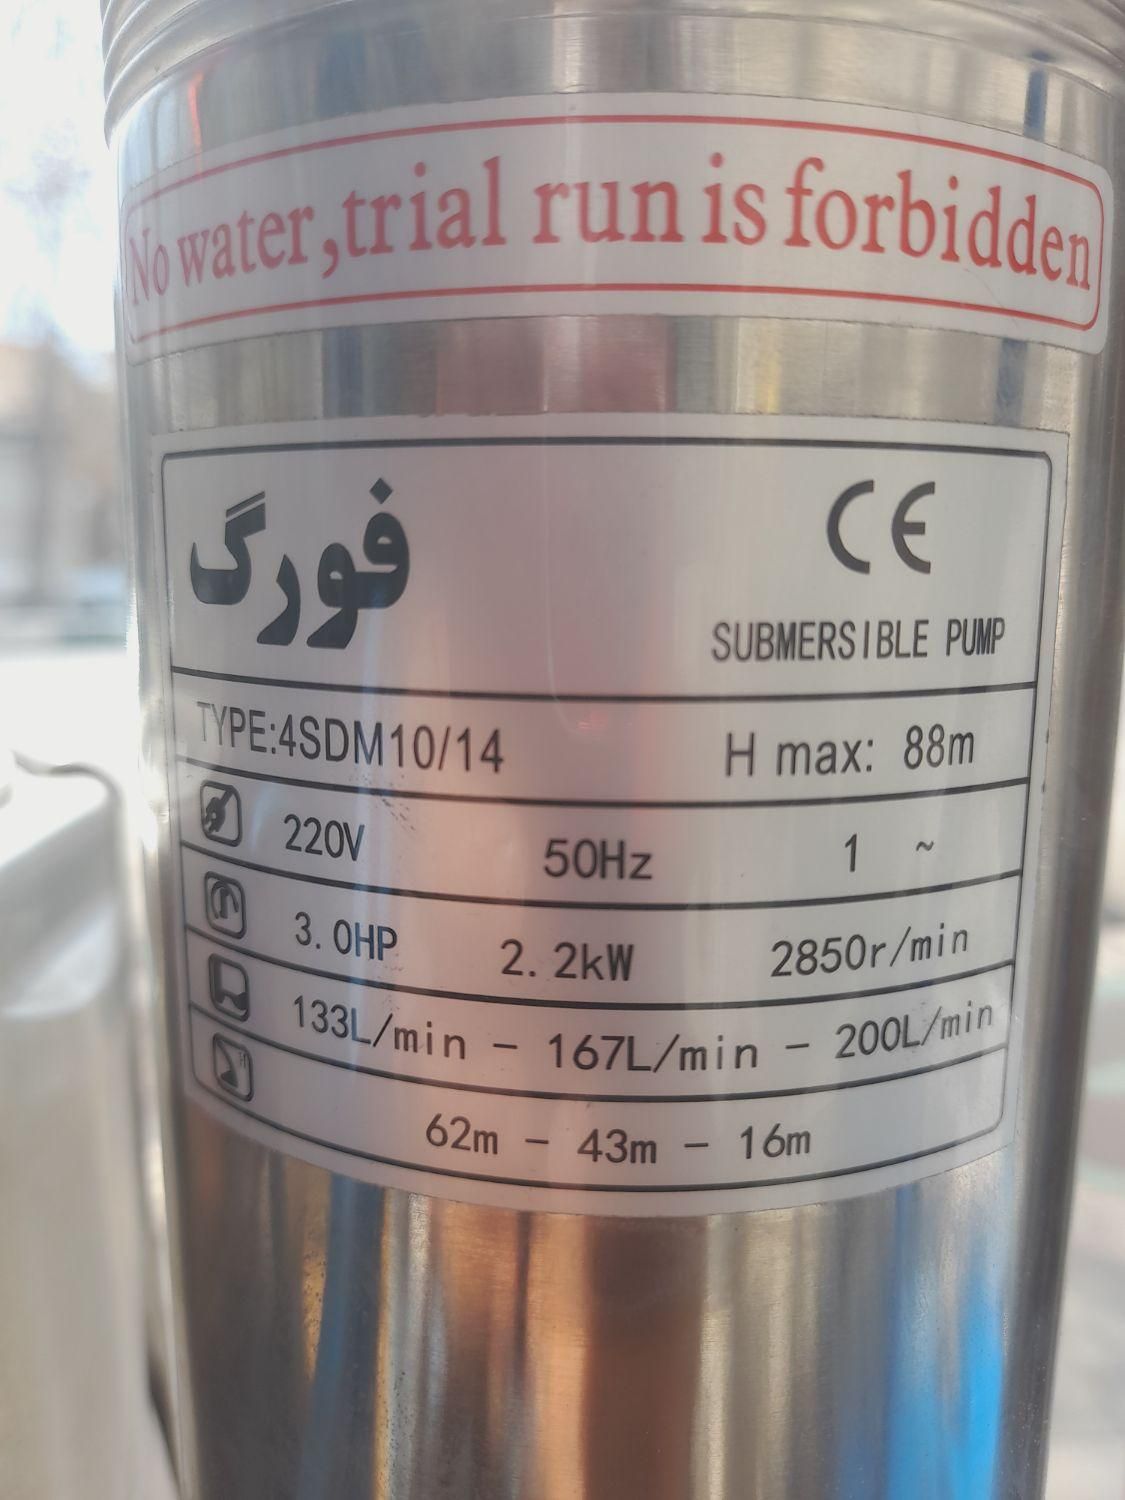 No water,trial run is forbidden
فورگ
CE
SUBMERSIBLE PUMP
TYPE:4SDM10/14 H max: 88m
220V 50Hz 1 ~
3.0HP 2.2kW 2850r/min
133L/min - 167L/min - 200L/min
H
62m - 43m - 16m